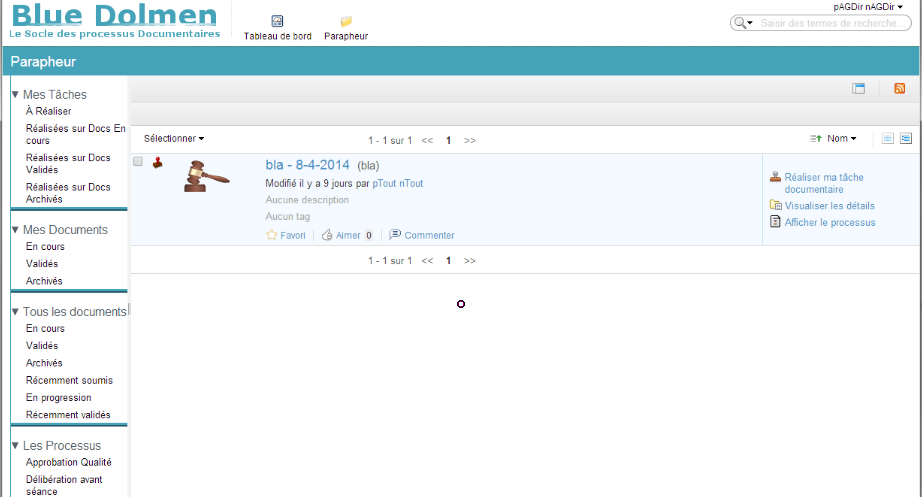 Blue Dolmen
Le Socle des processus Documentaires
Tableau de bord
Parapheur
pAGDir nAGDir
Saisir des termes de recherche...
Parapheur
Mes Tâches
À Réaliser
Réalisées sur Docs En
cours
Réalisées sur Docs
Validés
Réalisées sur Docs
Archivés
Mes Documents
En cours
Validés
Archivés
Tous les documents
En cours
Validés
Archivés
Récemment soumis
En progression
Récemment validés
Les Processus
Approbation Qualité
Délibération avant
séance
Sélectionner
1 - 1 sur 1 << 1 >>
Nom
bla - 8-4-2014 (bla)
Modifié il y a 9 jours par pTout nTout
Aucune description
Aucun tag
Favori
Aimer 0
Commenter
Réaliser ma tâche
documentaire
Visualiser les détails
Afficher le processus
1 - 1 sur 1 << 1 >>